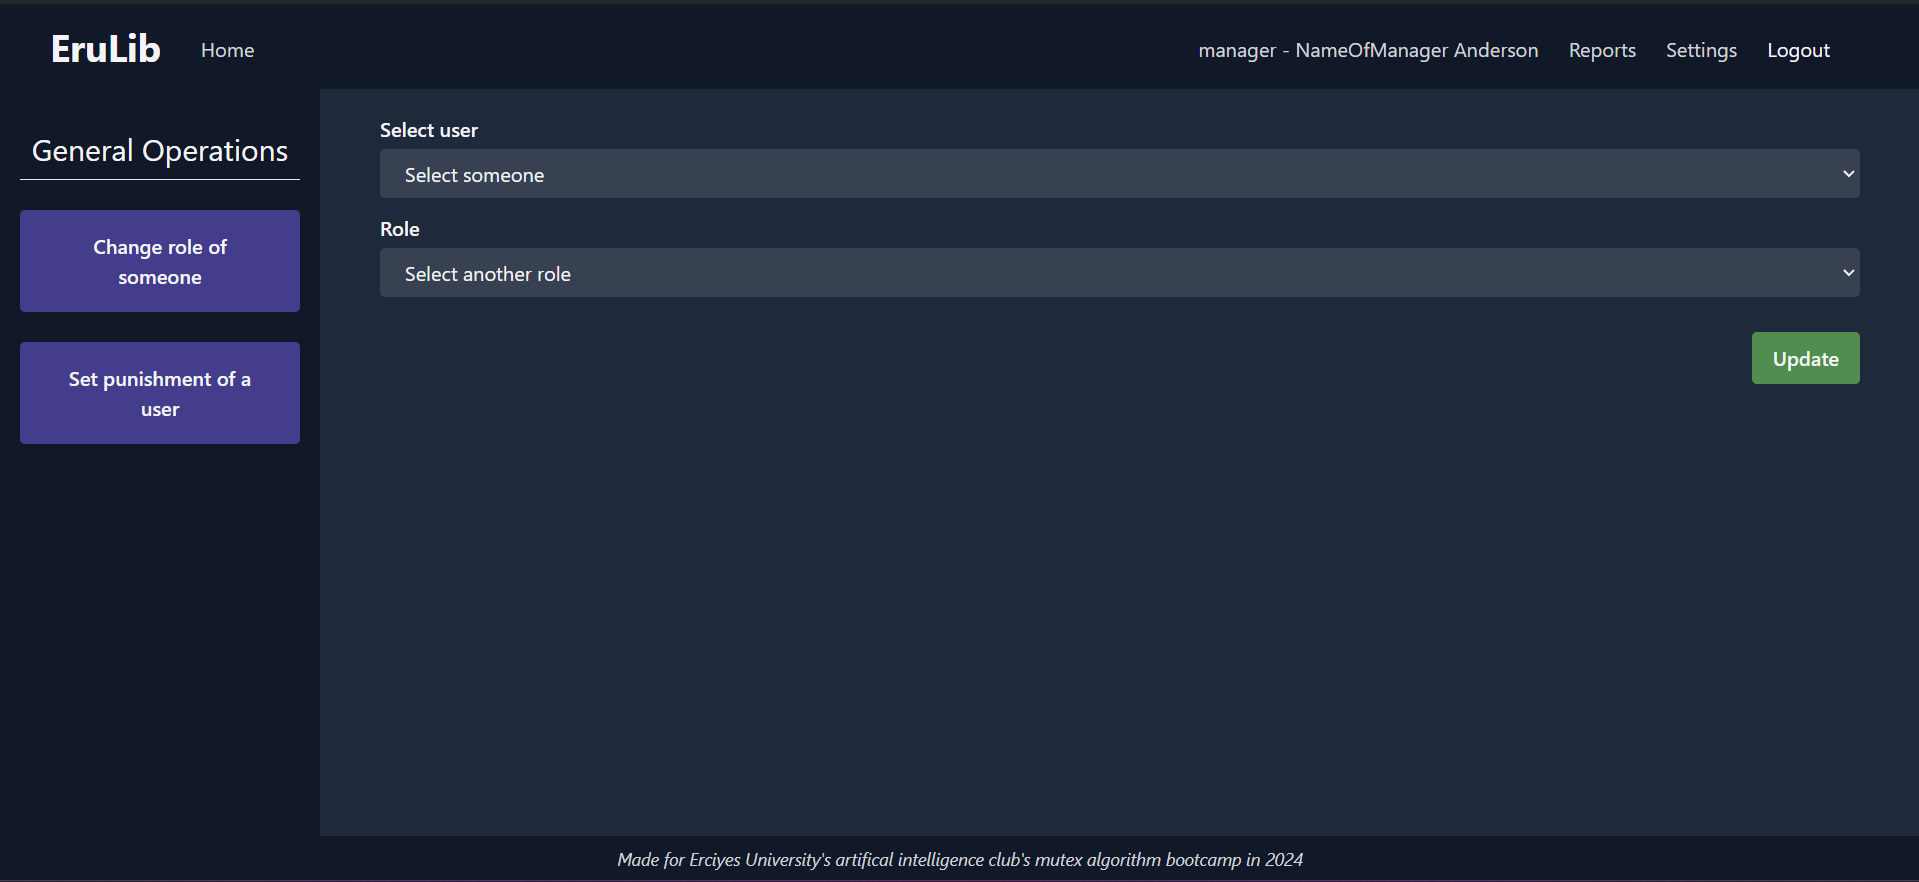 EruLib
Home
manager - NameOfManager Anderson
Reports
Settings
Logout
General Operations
Change role of
someone
Set punishment of a
user
Select user
Select someone
Role
Select another role
Update
Made for Erciyes University's artifical intelligence club's mutex algorithm bootcamp in 2024